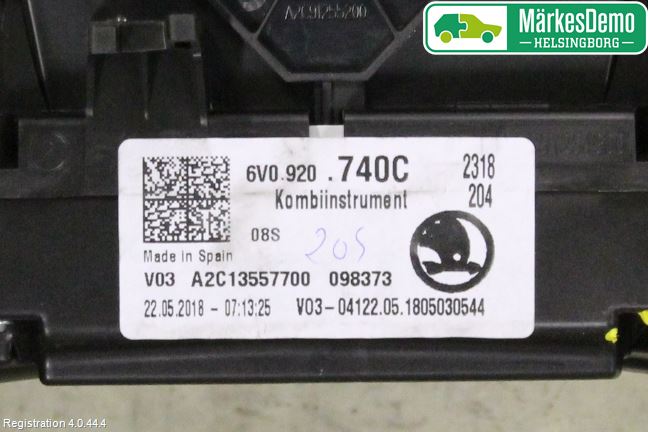 A2C91255200
MärkesDemo
HELSINGBORG
6V0.920 .740C 2318
Kombiinstrument 204
08S 205
Made in Spain
V03 A2C13557700 098373
22.05.2018 - 07:13:25 V03-04122.05.1805030544
Registration 4.0.44.4